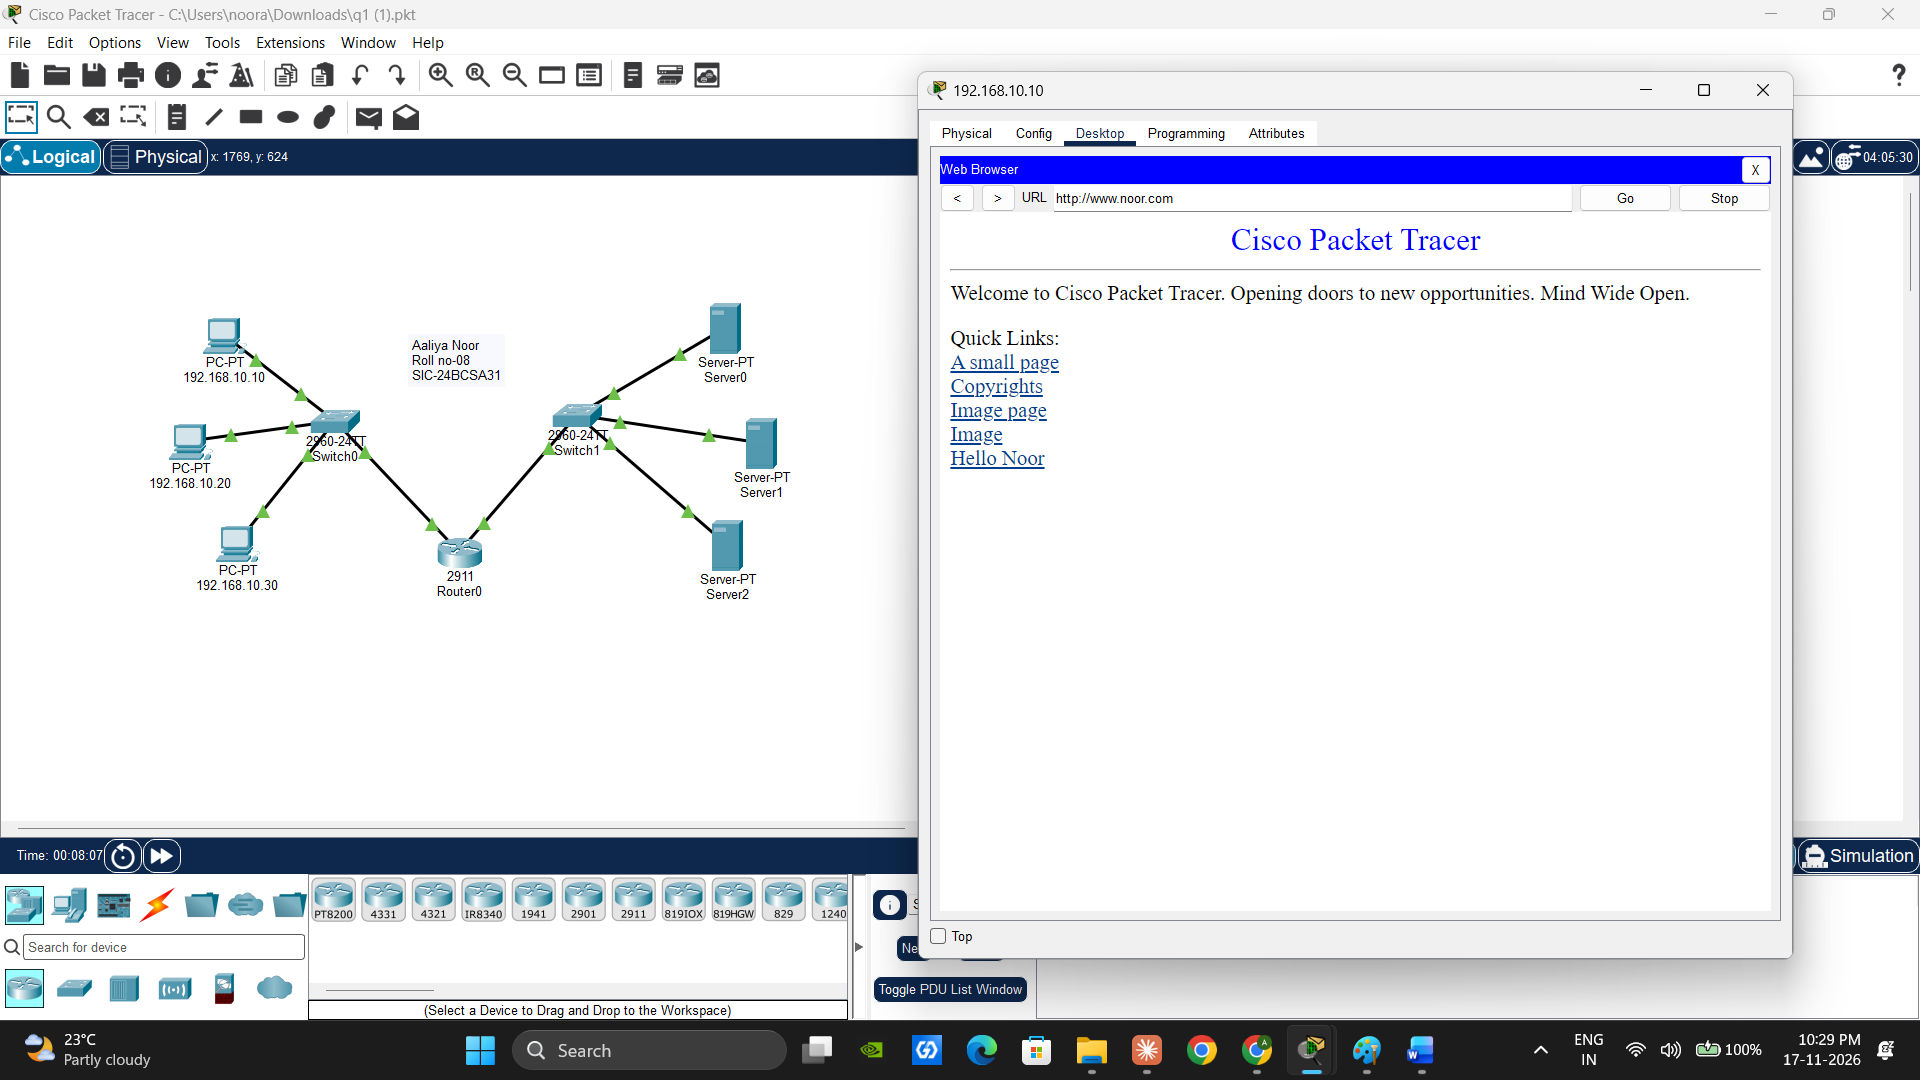 Cisco Packet Tracer - C:\Users\noora\Downloads\q1 (1).pkt
File Edit Options View Tools Extensions Window Help
Logical
Physical
x: 1769, y: 624
04:05:30
PC-PT
192.168.10.10
PC-PT
192.168.10.20
PC-PT
192.168.10.30
Aaliya Noor
Roll no-08
SIC-24BCSA31
2960-24TT
Switch0
2960-24TT
Switch1
2911
Router0
Server-PT
Server0
Server-PT
Server1
Server-PT
Server2
192.168.10.10
Physical Config Desktop Programming Attributes
Web Browser
X
< > URL http://www.noor.com Go Stop
Cisco Packet Tracer
Welcome to Cisco Packet Tracer. Opening doors to new opportunities. Mind Wide Open.
Quick Links:
A small page
Copyrights
Image page
Image
Hello Noor
Top
Time: 00:08:07
Simulation
PT8200 4331 4321 IR8340 1941 2901 2911 819IOX 819HGW 829 1240
Search for device
(Select a Device to Drag and Drop to the Workspace)
Toggle PDU List Window
23°C
Partly cloudy
Search
ENG
IN
100%
10:29 PM
17-11-2026